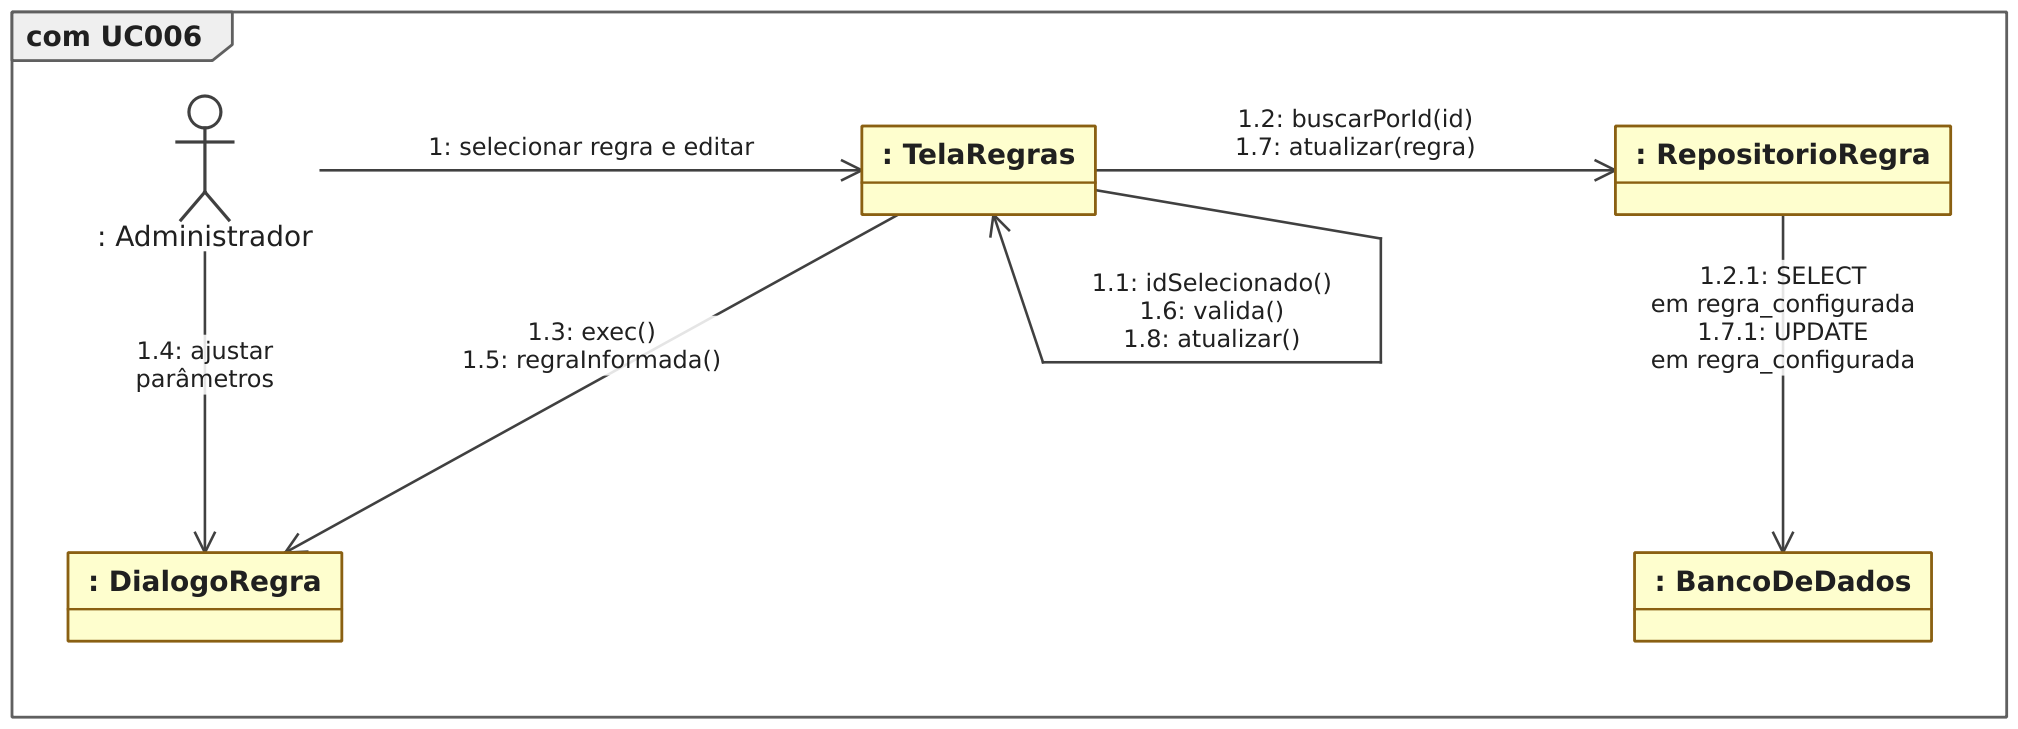 com UC006
: Administrador
1: selecionar regra e editar
: TelaRegras
1.2: buscarPorId(id)
1.7: atualizar(regra)
: RepositorioRegra
1.1: idSelecionado()
1.6: valida()
1.8: atualizar()
1.2.1: SELECT
em regra_configurada
1.7.1: UPDATE
em regra_configurada
1.3: exec()
1.5: regraInformada()
1.4: ajustar
parâmetros
: DialogoRegra
: BancoDeDados